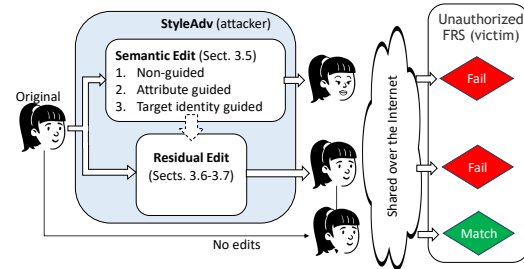 StyleAdv (attacker)
Semantic Edit (Sect. 3.5)
1. Non-guided
2. Attribute guided
3. Target identity guided
Original
Residual Edit
(Sects. 3.6-3.7)
No edits
Shared over the Internet
Unauthorized
FRS (victim)
Fail
Fail
Match